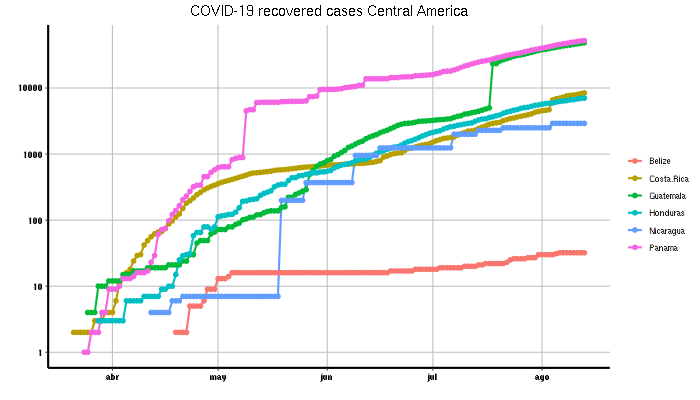 COVID-19 recovered cases Central America
10000
1000
100
10
1
abr may jun jul ago
Belize
Costa.Rica
Guatemala
Honduras
Nicaragua
Panama